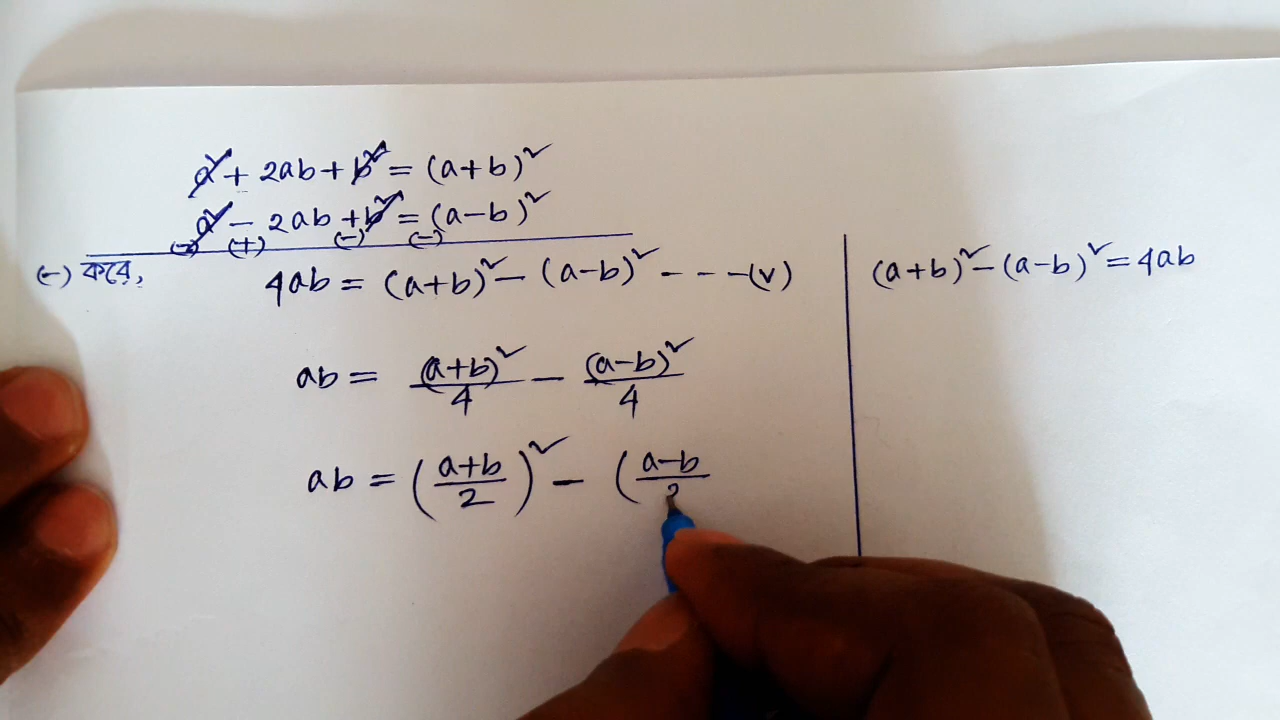 a² + 2ab + b² = (a+b)²
a² - 2ab + b² = (a-b)²
(-) (+) (-) (-)
(-) করে, 4ab = (a+b)² - (a-b)² - - - (v)
ab = (a+b)²/4 - (a-b)²/4
ab = (a+b/2)² - (a-b/2
(a+b)² - (a-b)² = 4ab